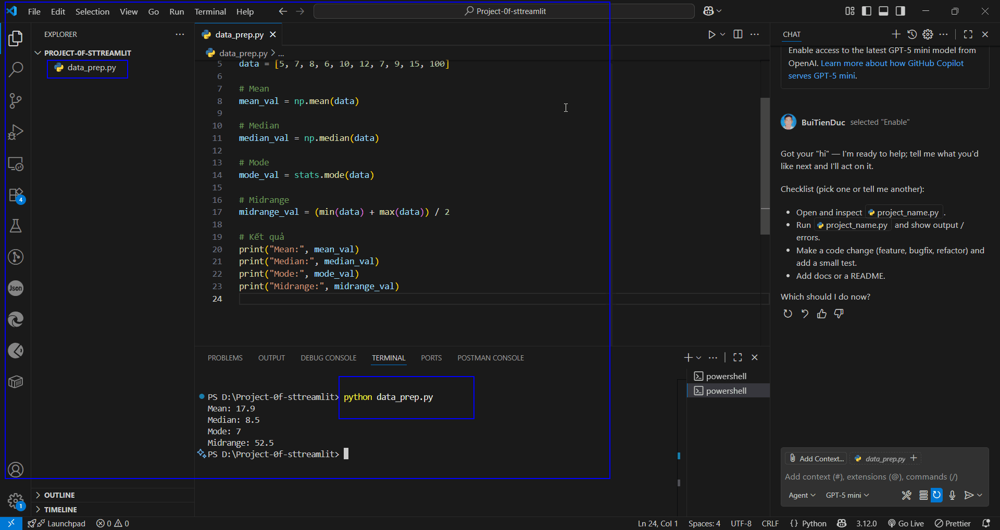 File Edit Selection View Go Run Terminal Help
Project-0f-sttreamlit
EXPLORER
PROJECT-0F-STTREAMLIT
data_prep.py
data_prep.py
data_prep.py > ...
5 data = [5, 7, 8, 6, 10, 12, 7, 9, 15, 100]
6
7 # Mean
8 mean_val = np.mean(data)
9
10 # Median
11 median_val = np.median(data)
12
13 # Mode
14 mode_val = stats.mode(data)
15
16 # Midrange
17 midrange_val = (min(data) + max(data)) / 2
18
19 # Kết quả
20 print("Mean:", mean_val)
21 print("Median:", median_val)
22 print("Mode:", mode_val)
23 print("Midrange:", midrange_val)
24
PROBLEMS OUTPUT DEBUG CONSOLE TERMINAL PORTS POSTMAN CONSOLE
PS D:\Project-0f-sttreamlit> python data_prep.py
Mean: 17.9
Median: 8.5
Mode: 7
Midrange: 52.5
PS D:\Project-0f-sttreamlit>
powershell
powershell
CHAT
Enable access to the latest GPT-5 mini model from
OpenAI. Learn more about how GitHub Copilot
serves GPT-5 mini.
BuiTienDuc selected "Enable"
Got your "hi" — I'm ready to help; tell me what you'd
like next and I'll act on it.
Checklist (pick one or tell me another):
• Open and inspect project_name.py .
• Run project_name.py and show output /
errors.
• Make a code change (feature, bugfix, refactor) and
add a small test.
• Add docs or a README.
Which should I do now?
Add Context... data_prep.py +
Add context (#), extensions (@), commands (/)
Agent GPT-5 mini
Json
4
1
OUTLINE
TIMELINE
Launchpad 0 0
Ln 24, Col 1 Spaces: 4 UTF-8 CRLF {} Python 3.12.0 Go Live Prettier